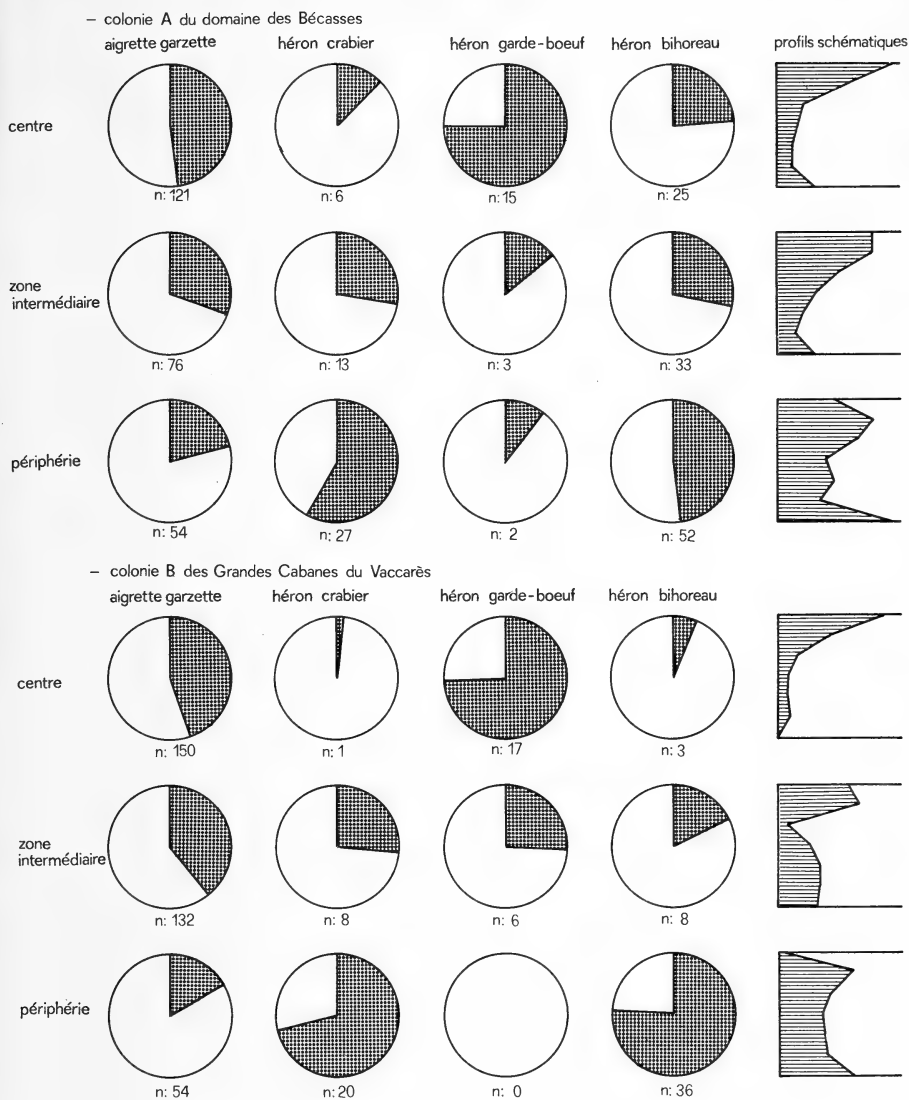 – colonie A du domaine des Bécasses
aigrette garzette héron crabier héron garde-boeuf héron bihoreau profils schématiques
centre
n: 121 n: 6 n: 15 n: 25
zone
intermédiaire
n: 76 n: 13 n: 3 n: 33
périphérie
n: 54 n: 27 n: 2 n: 52
– colonie B des Grandes Cabanes du Vaccarès
aigrette garzette héron crabier héron garde-boeuf héron bihoreau
centre
n: 150 n: 1 n: 17 n: 3
zone
intermédiaire
n: 132 n: 8 n: 6 n: 8
périphérie
n: 54 n: 20 n: 0 n: 36